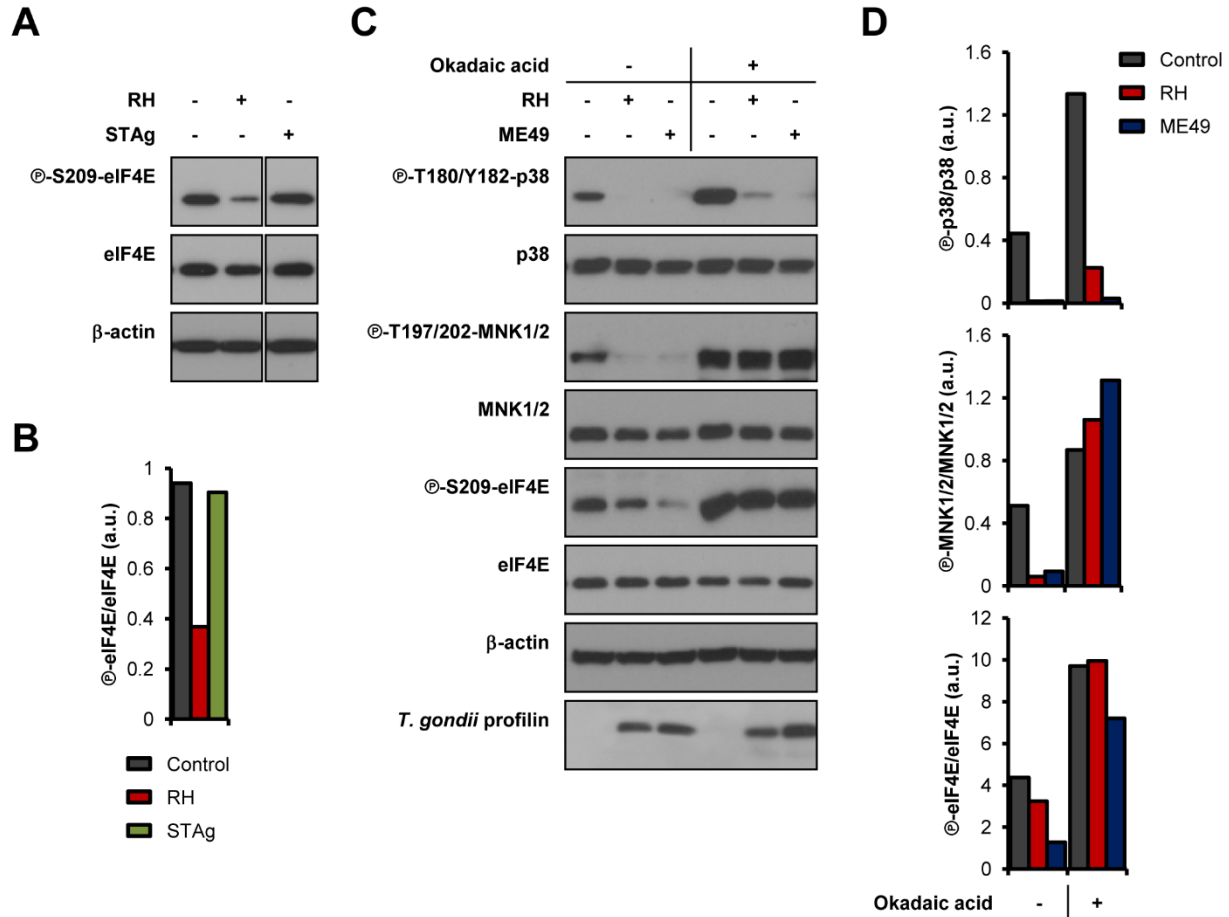 A
RH - + -
STAg - - +
Ⓟ-S209-eIF4E
eIF4E
β-actin
B
Ⓟ-eIF4E/eIF4E (a.u.)
1
0.8
0.6
0.4
0.2
0
Control
RH
STAg
C
Okadaic acid - +
RH - + - - + -
ME49 - - + - - +
Ⓟ-T180/Y182-p38
p38
Ⓟ-T197/202-MNK1/2
MNK1/2
Ⓟ-S209-eIF4E
eIF4E
β-actin
T. gondii profilin
D
Control
RH
ME49
Ⓟ-p38/p38 (a.u.)
1.6
1.2
0.8
0.4
0
Ⓟ-MNK1/2/MNK1/2 (a.u.)
1.6
1.2
0.8
0.4
0
Ⓟ-eIF4E/eIF4E (a.u.)
12
10
8
6
4
2
0
Okadaic acid - +